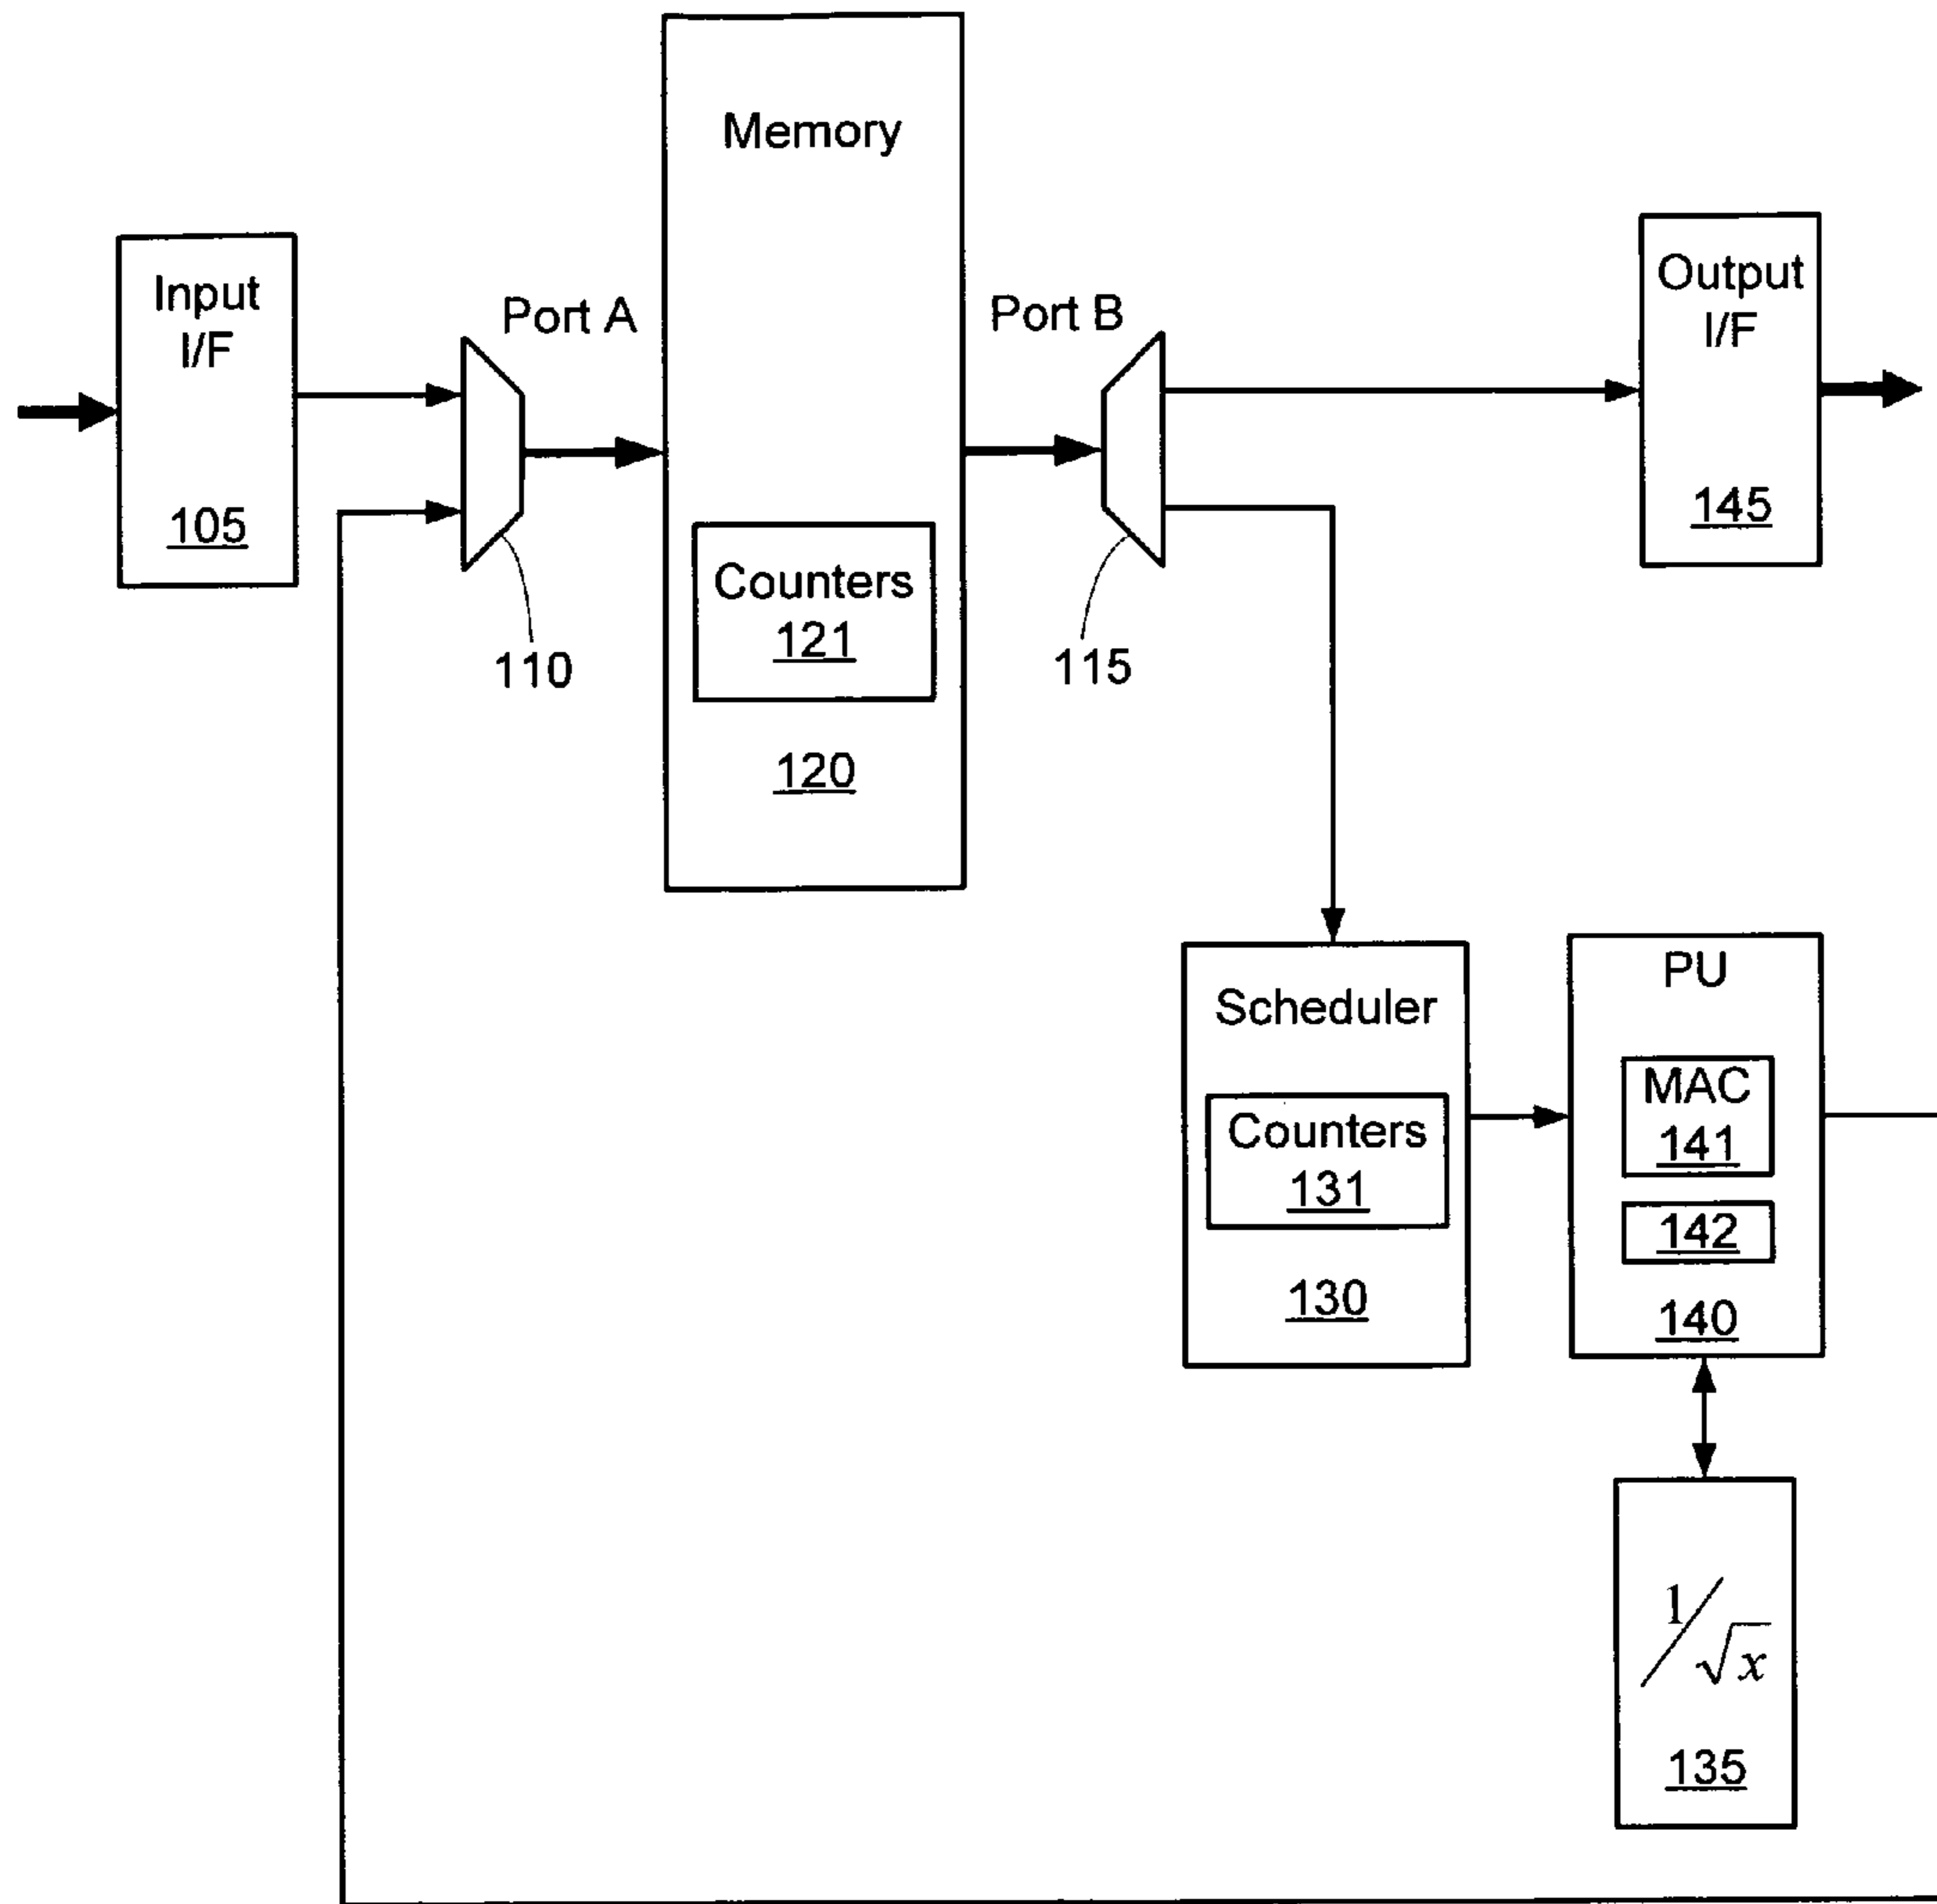 Memory
Input
I/F
105
Port A
110
Counters
121
120
Port B
115
Output
I/F
145
Scheduler
Counters
131
130
PU
MAC
141
142
140
1/√x
135